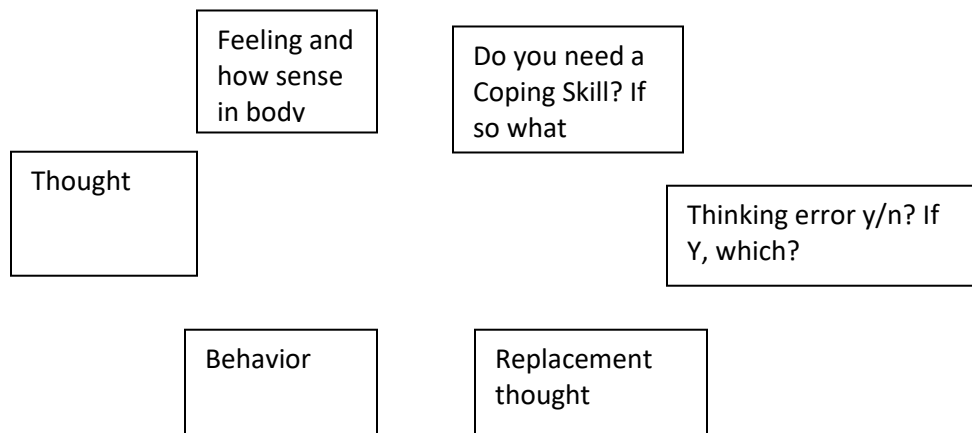 Feeling and
how sense
in body
Do you need a
Coping Skill? If
so what
Thought
Thinking error y/n? If
Y, which?
Behavior
Replacement
thought